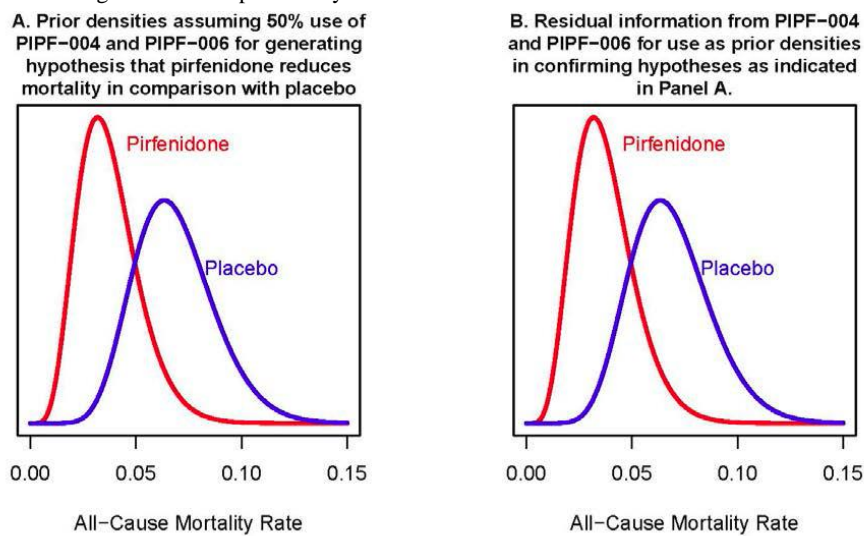 A. Prior densities assuming 50% use of
PIPF−004 and PIPF−006 for generating
hypothesis that pirfenidone reduces
mortality in comparison with placebo
Pirfenidone
Placebo
0.00 0.05 0.10 0.15
All−Cause Mortality Rate
B. Residual information from PIPF−004
and PIPF−006 for use as prior densities
in confirming hypotheses as indicated
in Panel A.
Pirfenidone
Placebo
0.00 0.05 0.10 0.15
All−Cause Mortality Rate